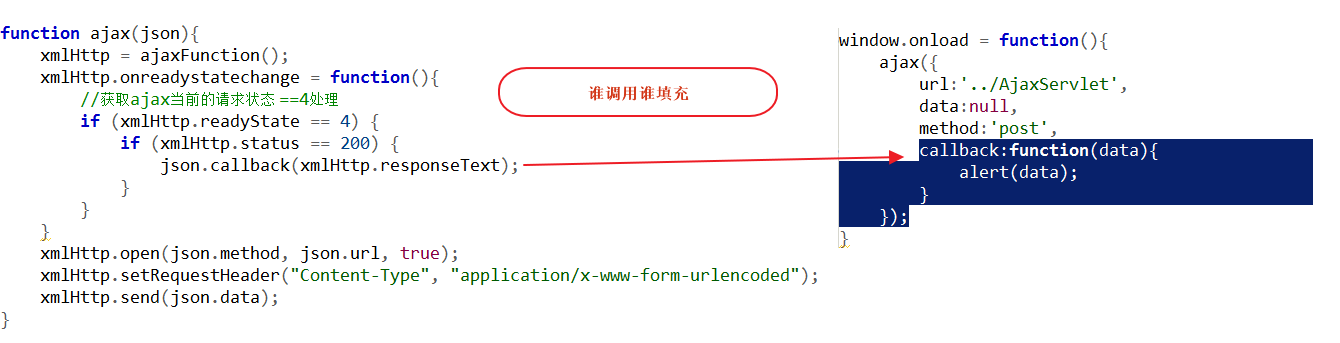 function ajax(json){
    xmlHttp = ajaxFunction();
    xmlHttp.onreadystatechange = function(){
        //获取ajax当前的请求状态 ==4处理
        if (xmlHttp.readyState == 4) {
            if (xmlHttp.status == 200) {
                json.callback(xmlHttp.responseText);
            }
        }
    }
    xmlHttp.open(json.method, json.url, true);
    xmlHttp.setRequestHeader("Content-Type", "application/x-www-form-urlencoded");
    xmlHttp.send(json.data);
}
谁调用谁填充
window.onload = function(){
    ajax({
        url:'../AjaxServlet',
        data:null,
        method:'post',
        callback:function(data){
            alert(data);
        }
    });
}